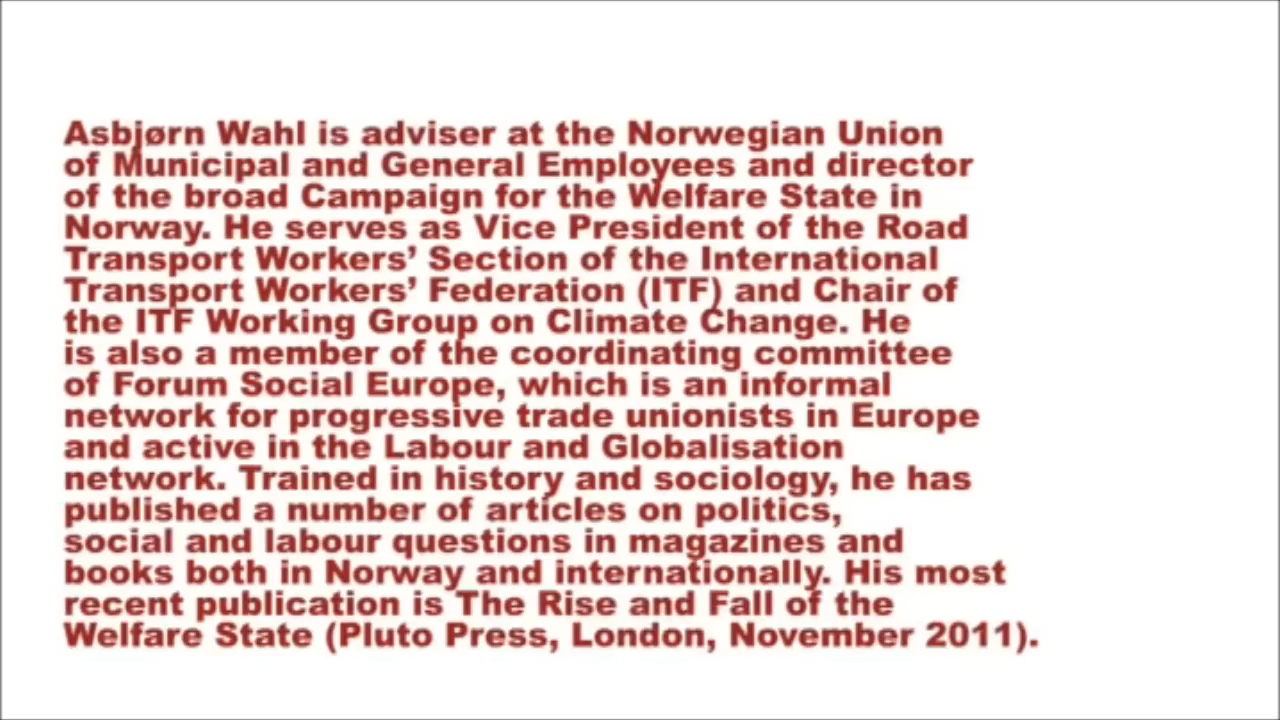 Asbjørn Wahl is adviser at the Norwegian Union
of Municipal and General Employees and director
of the broad Campaign for the Welfare State in
Norway. He serves as Vice President of the Road
Transport Workers’ Section of the International
Transport Workers’ Federation (ITF) and Chair of
the ITF Working Group on Climate Change. He
is also a member of the coordinating committee
of Forum Social Europe, which is an informal
network for progressive trade unionists in Europe
and active in the Labour and Globalisation
network. Trained in history and sociology, he has
published a number of articles on politics,
social and labour questions in magazines and
books both in Norway and internationally. His most
recent publication is The Rise and Fall of the
Welfare State (Pluto Press, London, November 2011).